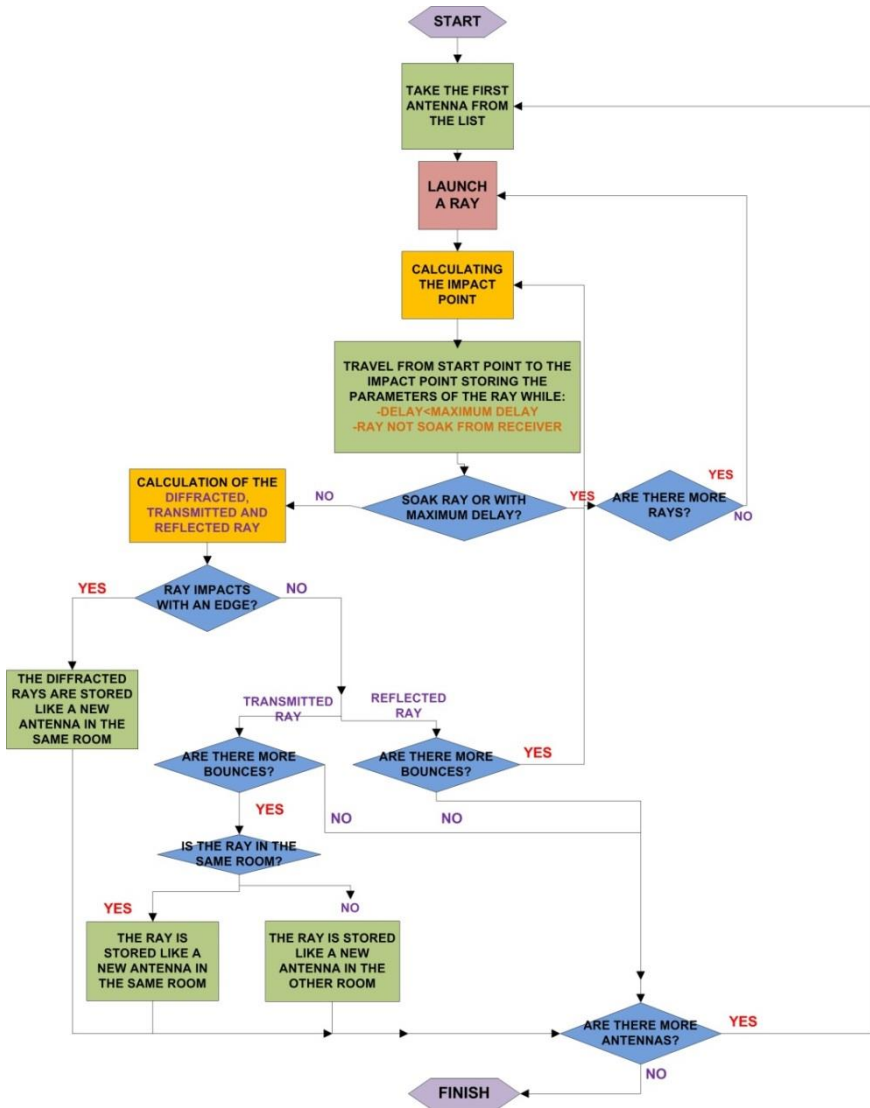 START
TAKE THE FIRST
ANTENNA FROM
THE LIST
LAUNCH
A RAY
CALCULATING
THE IMPACT
POINT
TRAVEL FROM START POINT TO THE
IMPACT POINT STORING THE
PARAMETERS OF THE RAY WHILE:
-DELAY<MAXIMUM DELAY
-RAY NOT SOAK FROM RECEIVER
SOAK RAY OR WITH
MAXIMUM DELAY?
NO
YES
ARE THERE MORE
RAYS?
YES
NO
CALCULATION OF THE
DIFFRACTED,
TRANSMITTED AND
REFLECTED RAY
RAY IMPACTS
WITH AN EDGE?
YES
NO
THE DIFFRACTED
RAYS ARE STORED
LIKE A NEW
ANTENNA IN THE
SAME ROOM
TRANSMITTED
RAY
REFLECTED
RAY
ARE THERE MORE
BOUNCES?
ARE THERE MORE
BOUNCES?
YES
YES
NO
NO
IS THE RAY IN THE
SAME ROOM?
YES
NO
THE RAY IS
STORED LIKE A
NEW ANTENNA IN
THE SAME ROOM
THE RAY IS STORED
LIKE A NEW
ANTENNA IN THE
OTHER ROOM
ARE THERE MORE
ANTENNAS?
YES
NO
FINISH